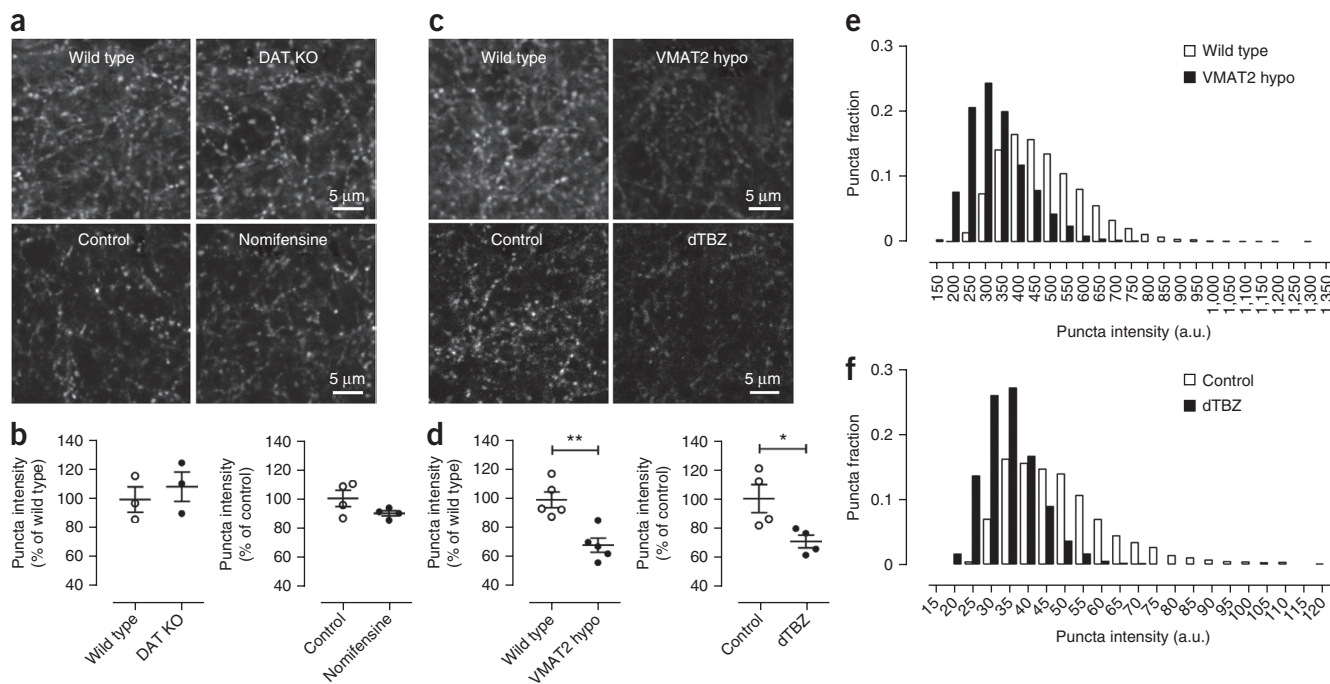 a
Wild type
DAT KO
5 µm
Control
Nomifensine
5 µm
b
Puncta intensity
(% of wild type)
140
120
100
80
60
40
Wild type
DAT KO
Puncta intensity
(% of control)
140
120
100
80
60
40
Control
Nomifensine
c
Wild type
VMAT2 hypo
5 µm
Control
dTBZ
5 µm
d
Puncta intensity
(% of wild type)
140
120
100
80
60
40
**
Wild type
VMAT2 hypo
Puncta intensity
(% of control)
140
120
100
80
60
40
*
Control
dTBZ
e
Puncta fraction
0.3
0.2
0.1
0
Wild type
VMAT2 hypo
150
200
250
300
350
400
450
500
550
600
650
700
750
800
850
900
950
1,000
1,050
1,100
1,150
1,200
1,250
1,300
1,350
Puncta intensity (a.u.)
f
Puncta fraction
0.3
0.2
0.1
0
Control
dTBZ
15
20
25
30
35
40
45
50
55
60
65
70
75
80
85
90
95
100
105
110
115
120
Puncta intensity (a.u.)